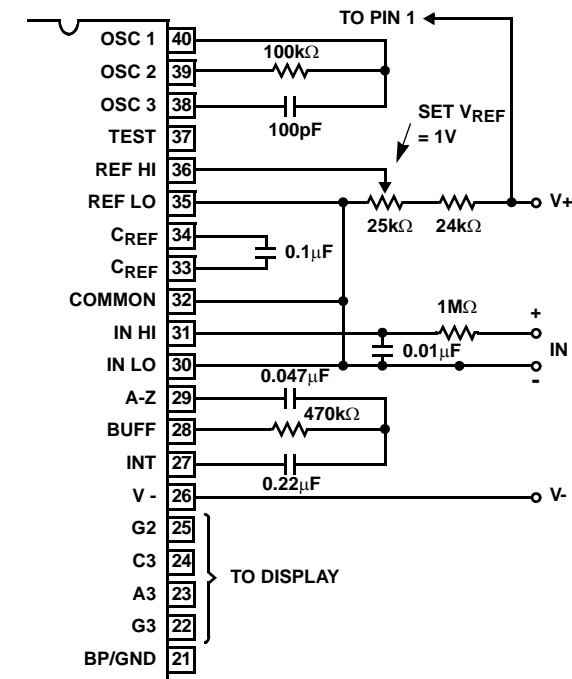 TO PIN 1
OSC 1 40
100kΩ
OSC 2 39
OSC 3 38
100pF
SET VREF
= 1V
TEST 37
REF HI 36
REF LO 35
25kΩ 24kΩ
V+
CREF 34
0.1μF
CREF 33
COMMON 32
1MΩ
+
IN HI 31
0.01μF
IN
IN LO 30
-
0.047μF
A-Z 29
470kΩ
BUFF 28
INT 27
0.22μF
V - 26
V-
G2 25
C3 24
TO DISPLAY
A3 23
G3 22
BP/GND 21